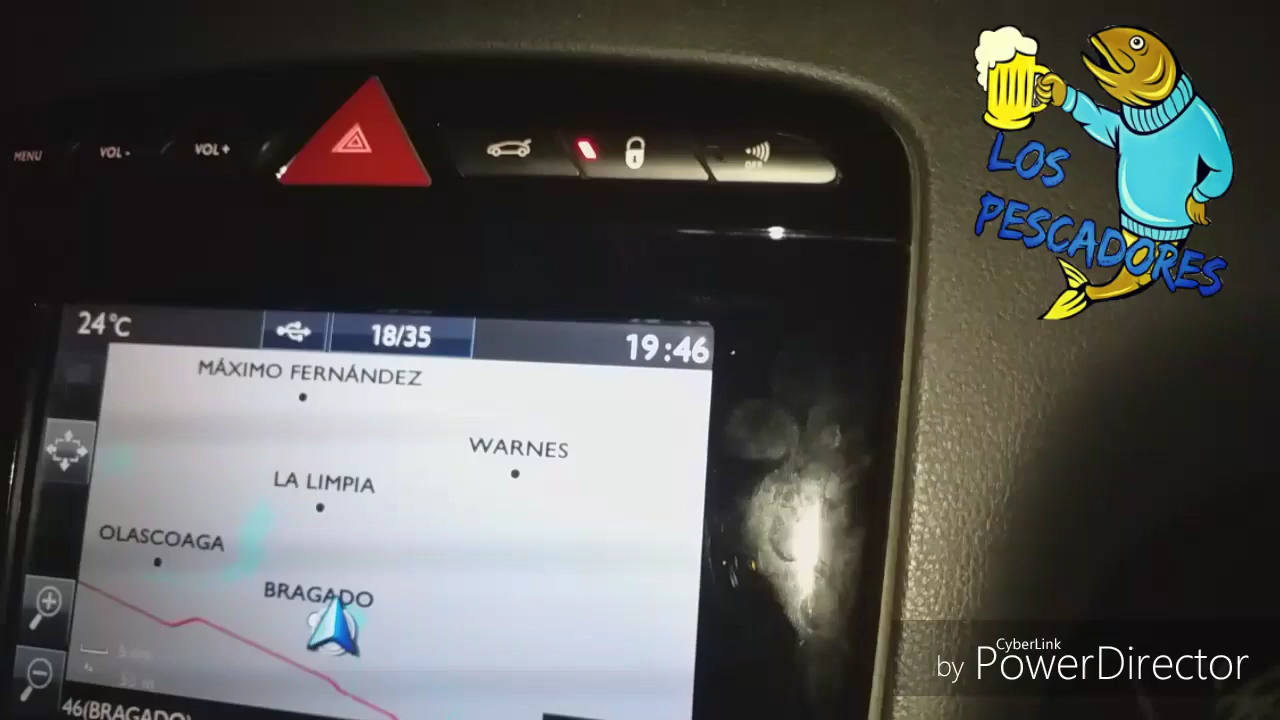 MENU
VOL-
VOL+
OFF
LOS
PESCADORES
24°C
18/35
19:46
MÁXIMO FERNÁNDEZ
WARNES
LA LIMPIA
OLASCOAGA
BRAGADO
46(BRAGADO)
by CyberLink
PowerDirector